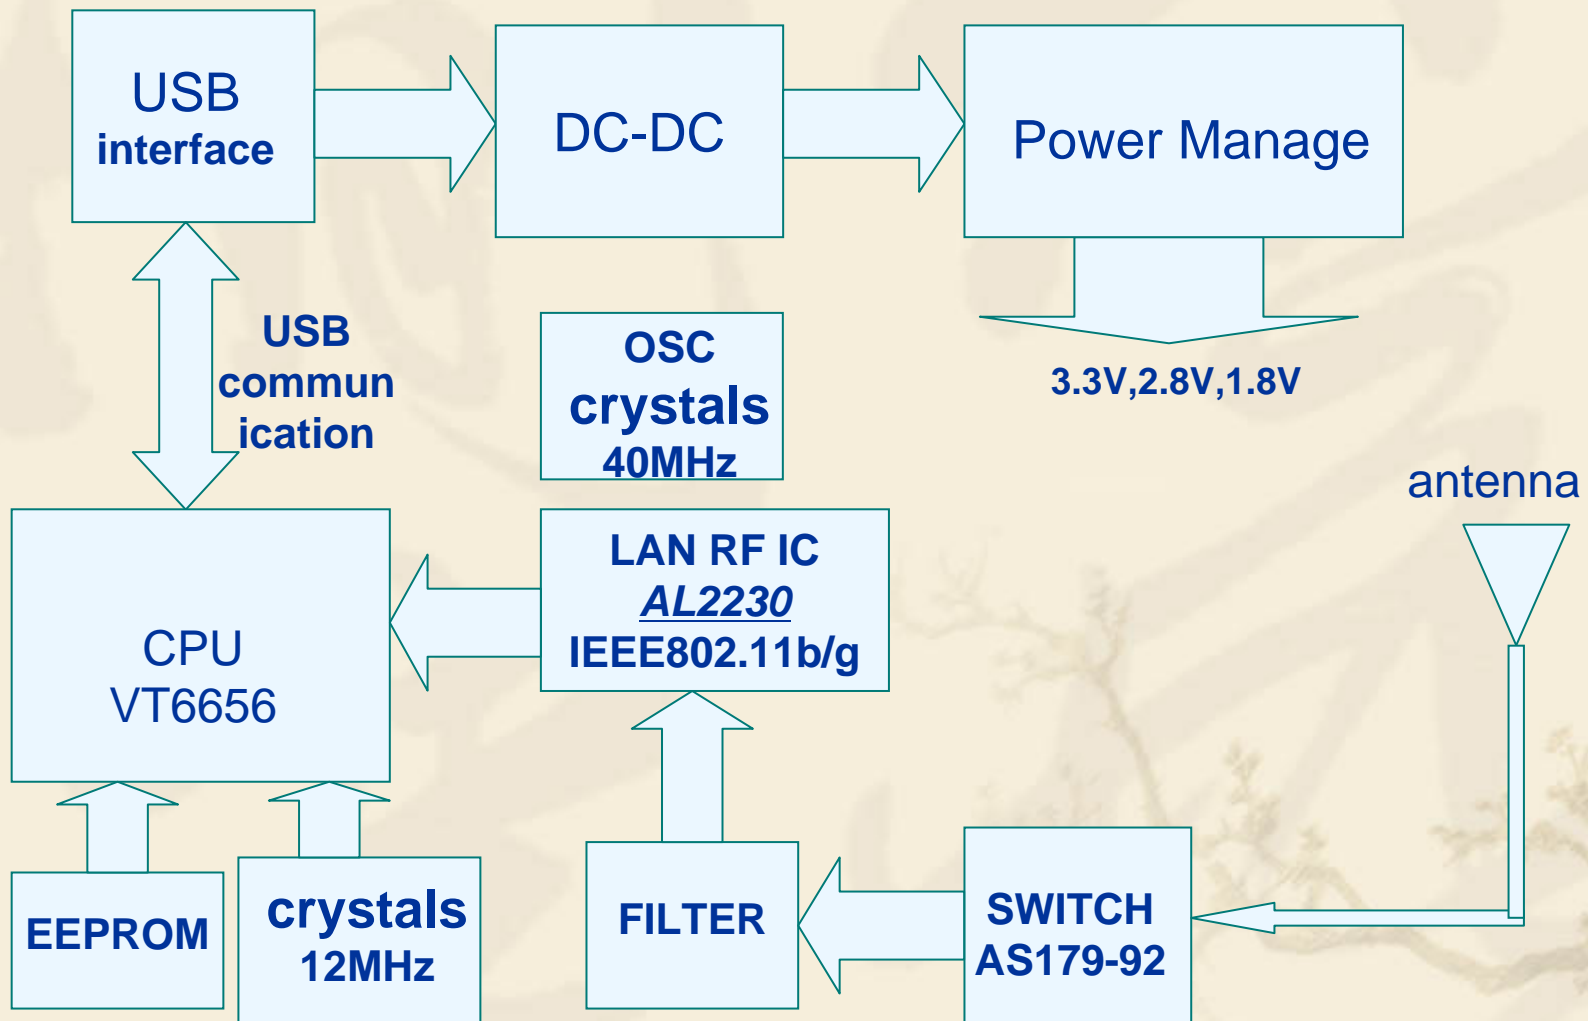 USB
interface
DC-DC
Power Manage
USB
commun
ication
OSC
crystals
40MHz
3.3V,2.8V,1.8V
antenna
LAN RF IC
AL2230
IEEE802.11b/g
CPU
VT6656
EEPROM
crystals
12MHz
FILTER
SWITCH
AS179-92